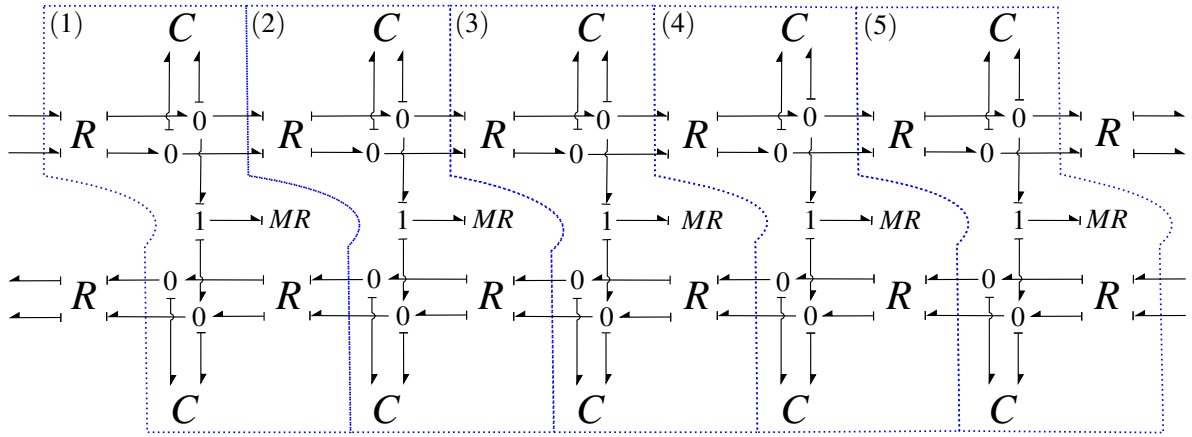 (1) C (2) C (3) C (4) C (5) C
R 0 R 0 R 0 R 0 R 0 R
0 0 0 0 0
1 MR 1 MR 1 MR 1 MR 1 MR
0 0 0 0 0
R 0 R 0 R 0 R 0 R 0 R
C C C C C